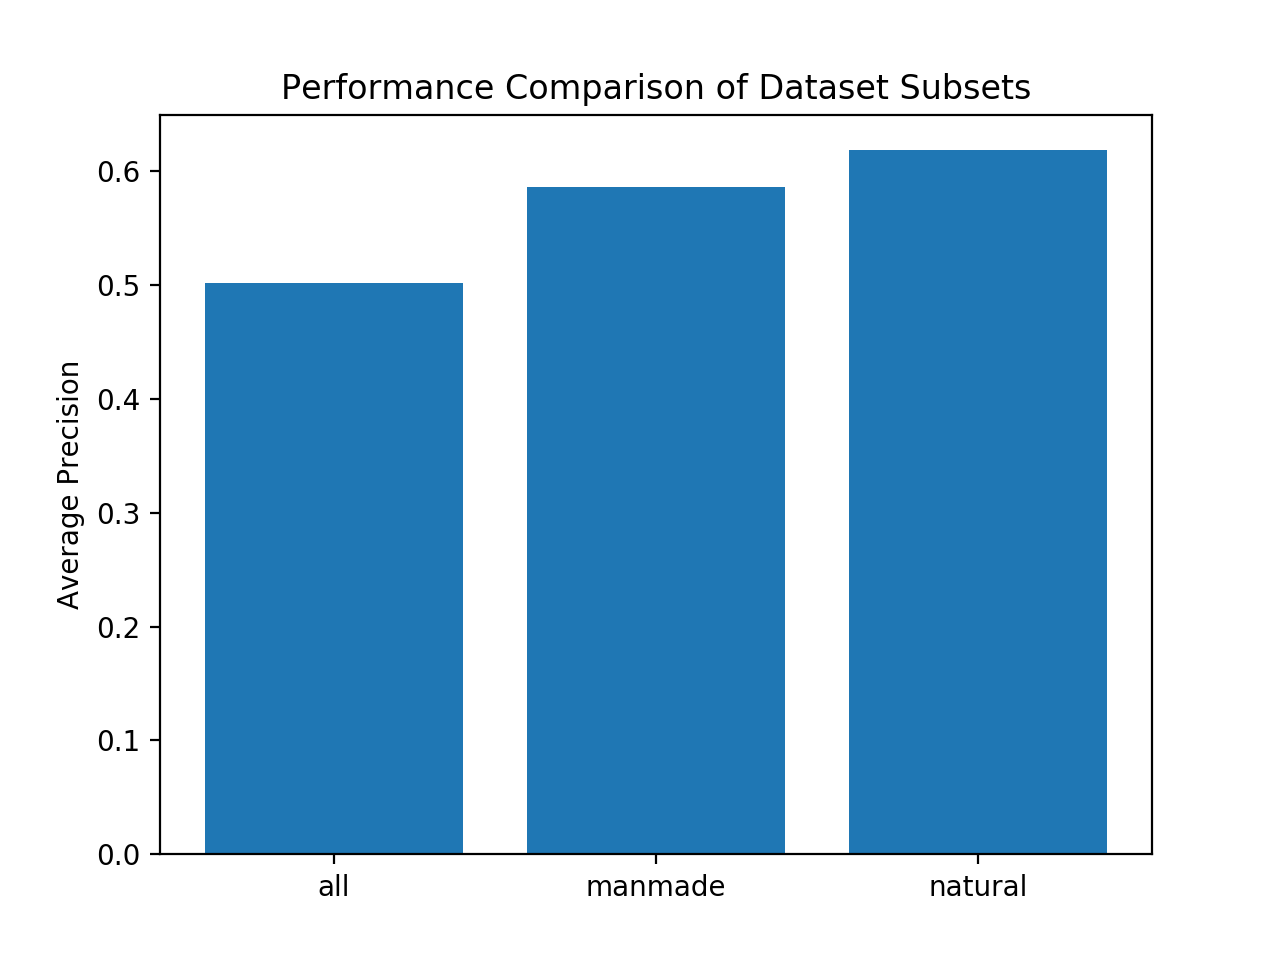 Performance Comparison of Dataset Subsets
Average Precision
0.6
0.5
0.4
0.3
0.2
0.1
0.0
all
manmade
natural